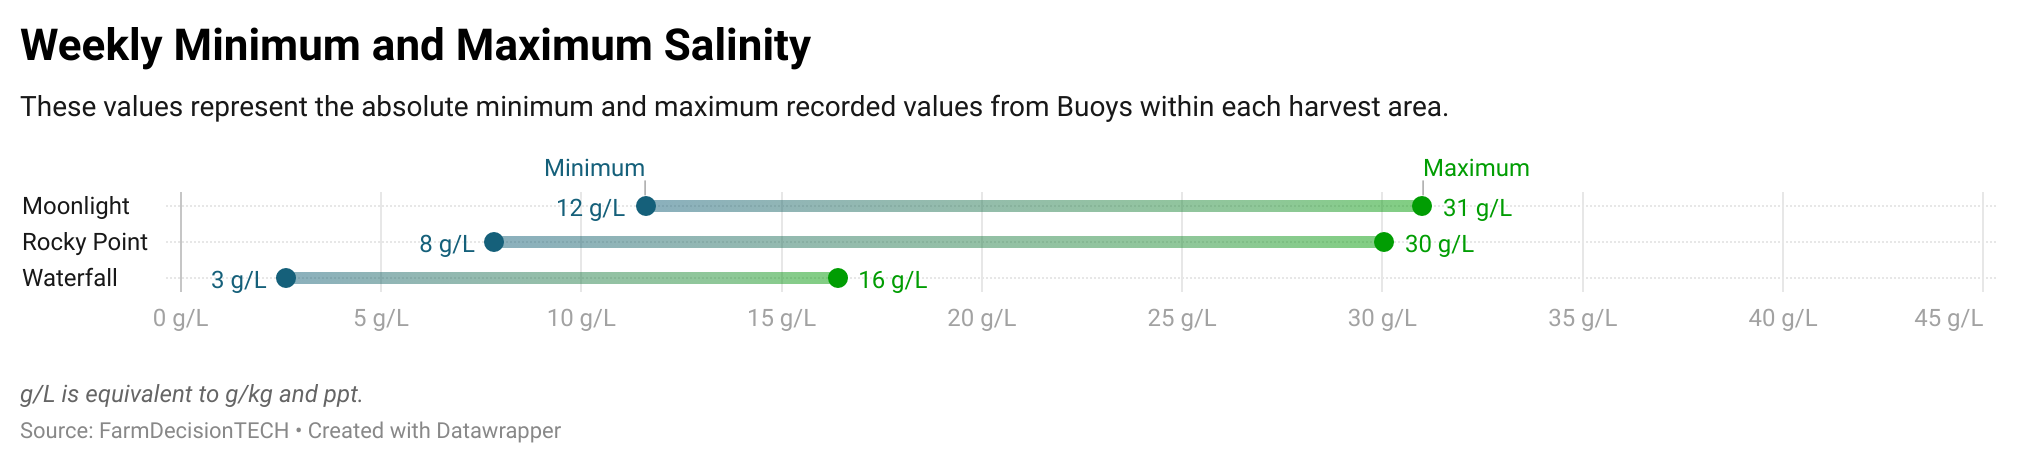 Weekly Minimum and Maximum Salinity
These values represent the absolute minimum and maximum recorded values from Buoys within each harvest area.
Minimum Maximum
Moonlight 12 g/L 31 g/L
Rocky Point 8 g/L 30 g/L
Waterfall 3 g/L 16 g/L
0 g/L 5 g/L 10 g/L 15 g/L 20 g/L 25 g/L 30 g/L 35 g/L 40 g/L 45 g/L
g/L is equivalent to g/kg and ppt.
Source: FarmDecisionTECH • Created with Datawrapper